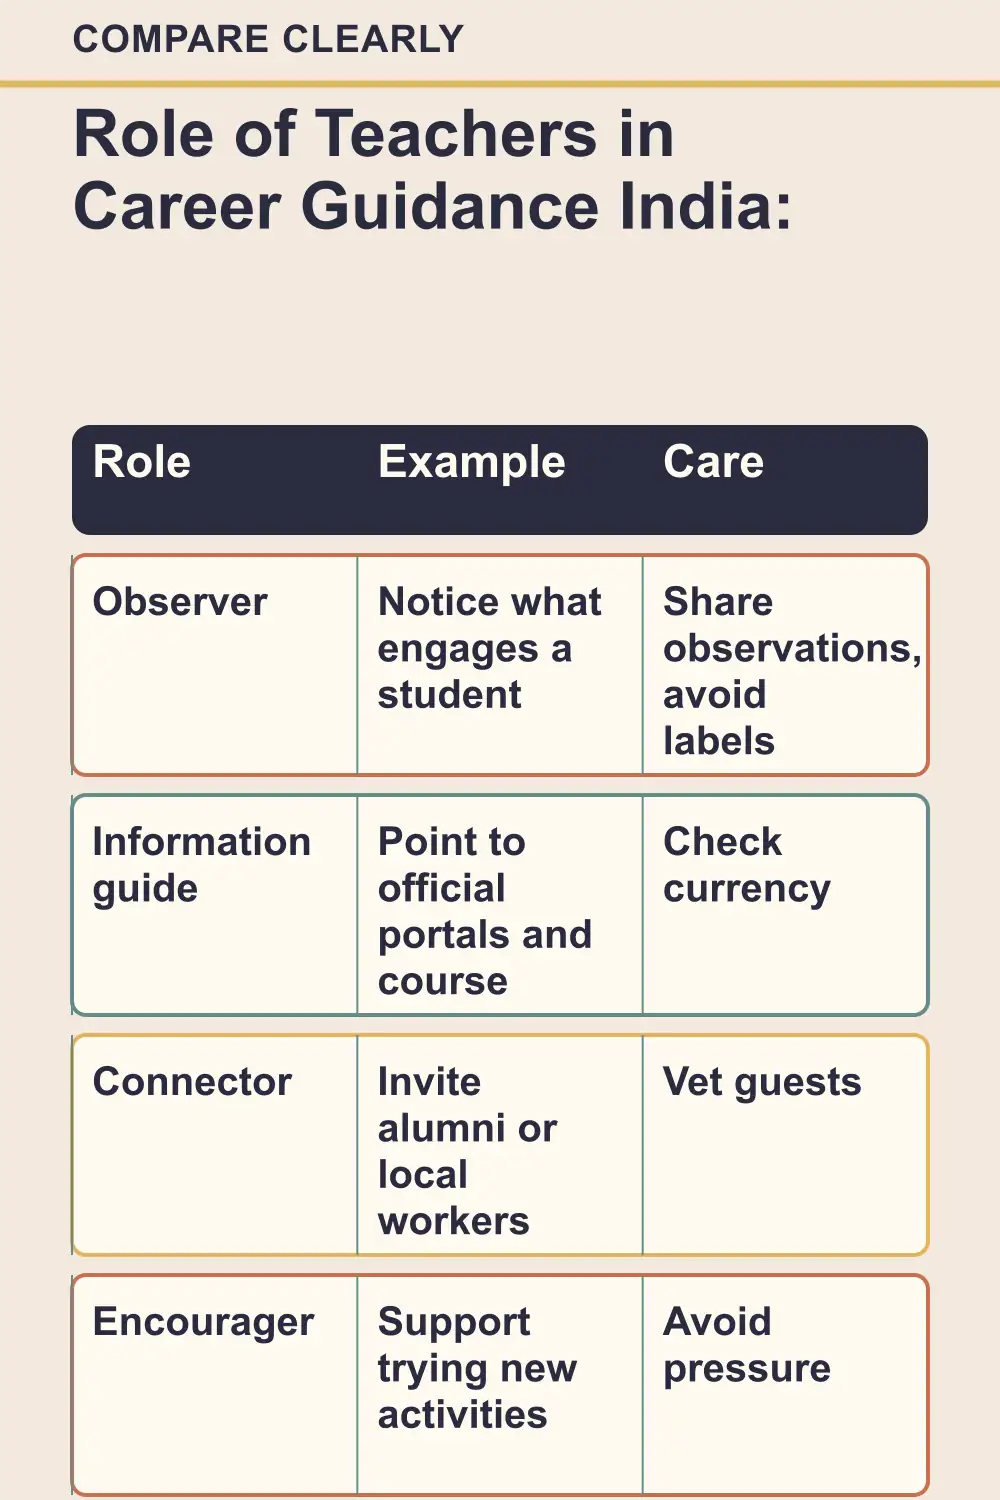 COMPARE CLEARLY
Role of Teachers in
Career Guidance India:
Role Example Care
Observer
Notice what
engages a
student
Share
observations,
avoid
labels
Information
guide
Point to
official
portals and
course
Check
currency
Connector
Invite
alumni or
local
workers
Vet guests
Encourager
Support
trying new
activities
Avoid
pressure